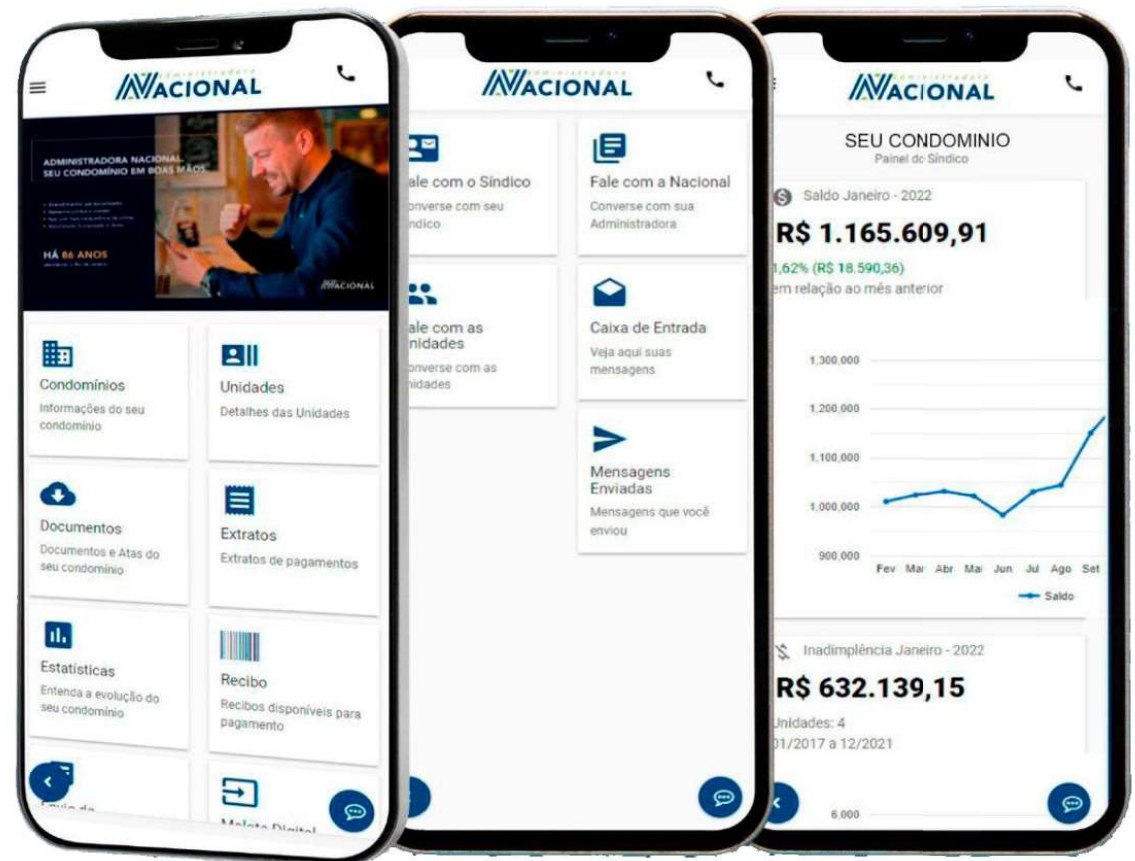 Administradora
NACIONAL
ADMINISTRADORA NACIONAL.
SEU CONDOMÍNIO EM BOAS MÃOS.
HÁ 86 ANOS
NACIONAL
Condomínios
Informações do seu
condomínio
Unidades
Detalhes das Unidades
Documentos
Documentos e Atas do
seu condomínio
Extratos
Extratos de pagamentos
Estatísticas
Entenda a evolução do
seu condomínio
Recibo
Recibos disponíveis para
pagamento
Malote Digital
Administradora
NACIONAL
ale com o Síndico
onverse com seu
índico
Fale com a Nacional
Converse com sua
Administradora
ale com as
nidades
onverse com as
nidades
Caixa de Entrada
Veja aqui suas
mensagens
Mensagens
Enviadas
Mensagens que você
enviou
Administradora
NACIONAL
SEU CONDOMINIO
Painel do Síndico
Saldo Janeiro - 2022
R$ 1.165.609,91
1,62% (R$ 18.590,36)
em relação ao mês anterior
1,300,000
1,200,000
1,100,000
1,000,000
900,000
Fev Mar Abr Mai Jun Jul Ago Set
Saldo
Inadimplência Janeiro - 2022
R$ 632.139,15
Unidades: 4
01/2017 a 12/2021
6,000